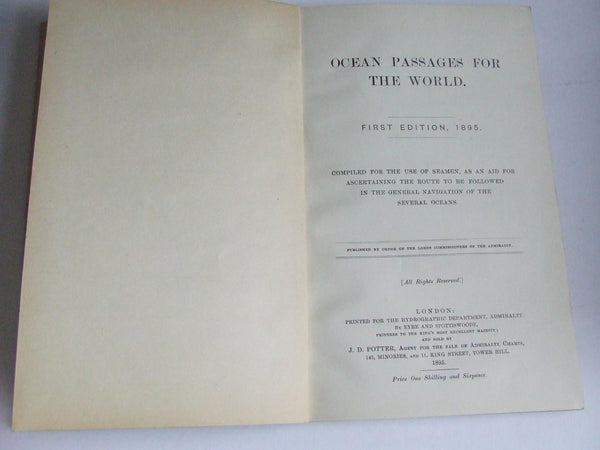 OCEAN PASSAGES FOR
THE WORLD.
FIRST EDITION, 1895.
COMPILED FOR THE USE OF SEAMEN, AS AN AID FOR
ASCERTAINING THE ROUTE TO BE FOLLOWED
IN THE GENERAL NAVIGATION OF THE
SEVERAL OCEANS.
PUBLISHED BY ORDER OF THE LORDS COMMISSIONERS OF THE ADMIRALTY.
[All Rights Reserved.]
LONDON:
PRINTED FOR THE HYDROGRAPHIC DEPARTMENT, ADMIRALTY,
By EYRE AND SPOTTISWOODE,
PRINTERS TO THE KING'S MOST EXCELLENT MAJESTY;
AND SOLD BY
J. D. POTTER, Agent for the sale of Admiralty Charts,
145, MINORIES, and 11, KING STREET, TOWER HILL.
1895.
Price One Shilling and Sixpence.